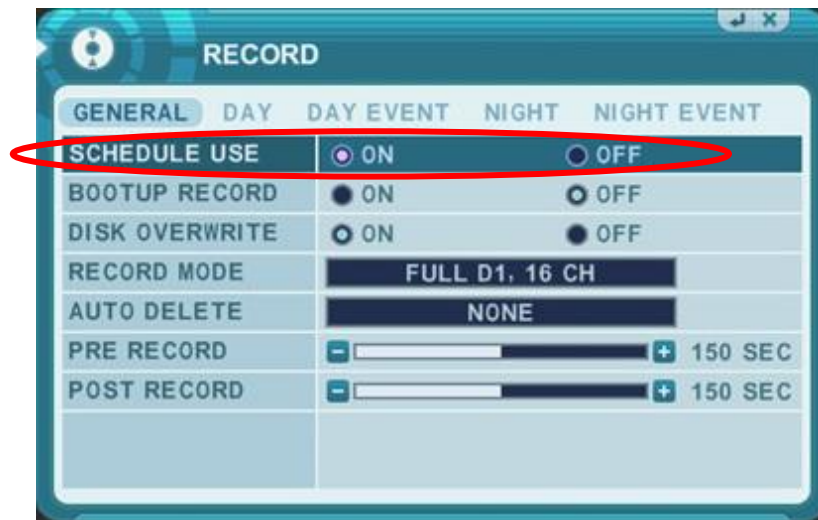 RECORD
GENERAL DAY DAY EVENT NIGHT NIGHT EVENT
SCHEDULE USE ON OFF
BOOTUP RECORD ON OFF
DISK OVERWRITE ON OFF
RECORD MODE FULL D1, 16 CH
AUTO DELETE NONE
PRE RECORD 150 SEC
POST RECORD 150 SEC